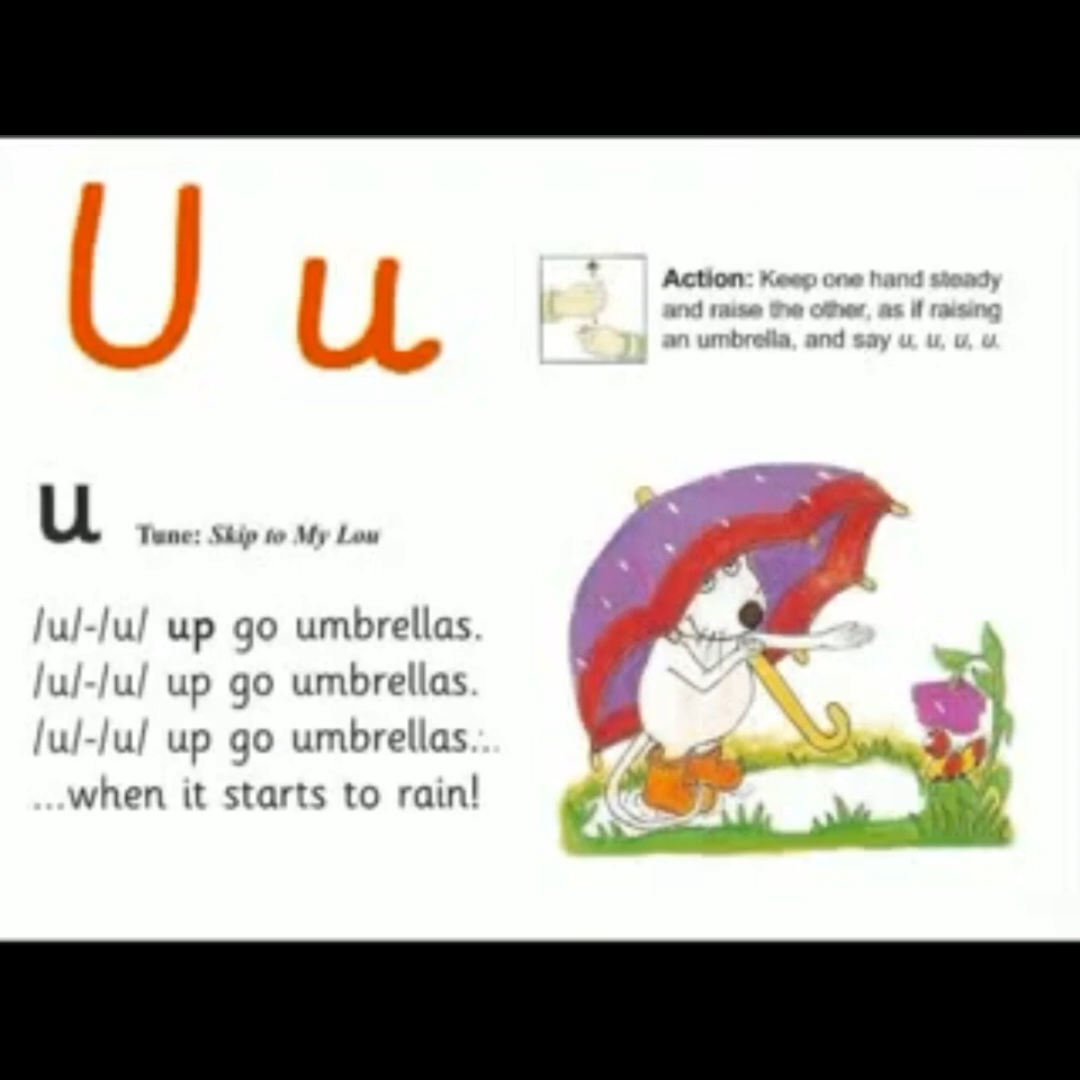 U u
Action: Keep one hand steady
and raise the other, as if raising
an umbrella, and say u, u, u, u.
u Tune: Skip to My Lou
/u/-/u/ up go umbrellas.
/u/-/u/ up go umbrellas.
/u/-/u/ up go umbrellas...
...when it starts to rain!